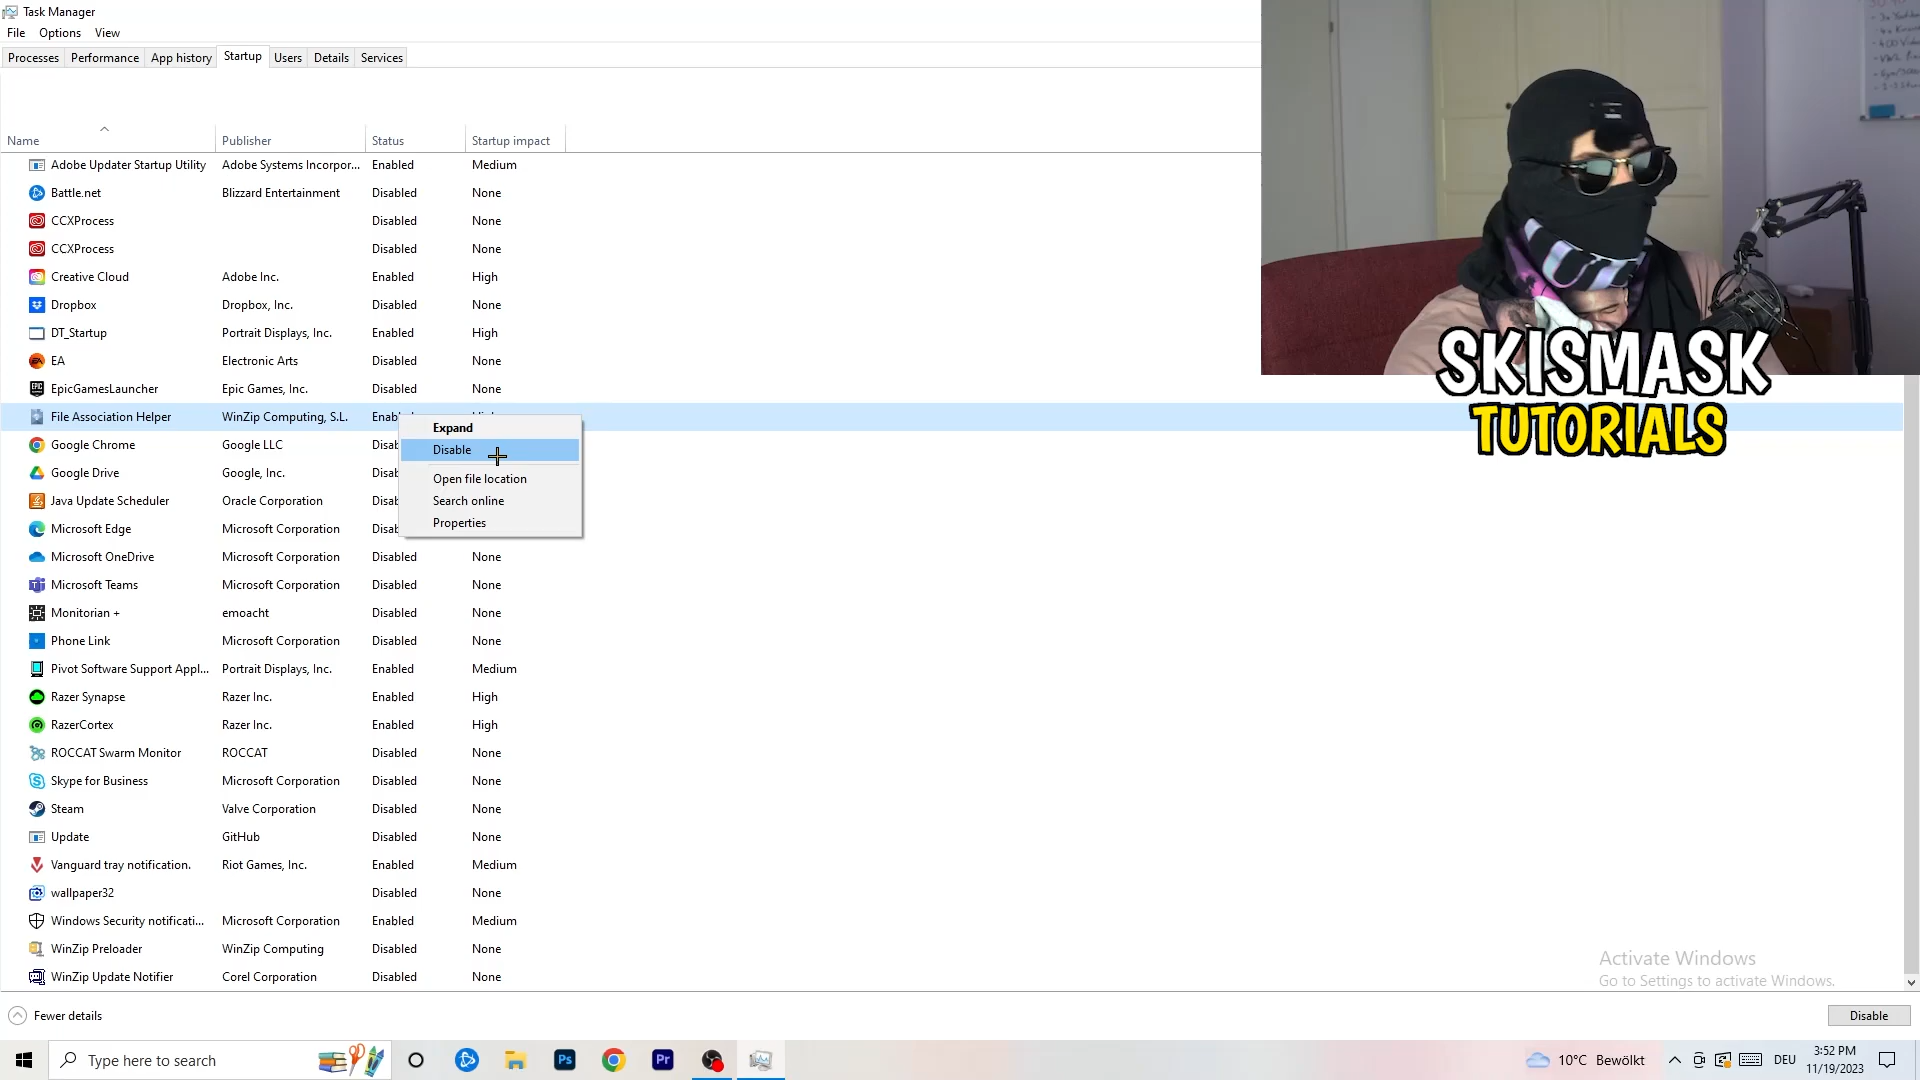 Task Manager
File Options View
Processes Performance App history Startup Users Details Services
Name Publisher Status Startup impact
Adobe Updater Startup Utility Adobe Systems Incorpor... Enabled Medium
Battle.net Blizzard Entertainment Disabled None
CCXProcess Disabled None
CCXProcess Disabled None
Creative Cloud Adobe Inc. Enabled High
Dropbox Dropbox, Inc. Disabled None
DT_Startup Portrait Displays, Inc. Enabled High
EA Electronic Arts Disabled None
EpicGamesLauncher Epic Games, Inc. Disabled None
File Association Helper WinZip Computing, S.L.
Google Chrome Google LLC
Google Drive Google, Inc.
Java Update Scheduler Oracle Corporation
Microsoft Edge Microsoft Corporation
Expand
Disable
Open file location
Search online
Properties
Microsoft OneDrive Microsoft Corporation Disabled None
Microsoft Teams Microsoft Corporation Disabled None
Monitorian + emoacht Disabled None
Phone Link Microsoft Corporation Disabled None
Pivot Software Support Appl... Portrait Displays, Inc. Enabled Medium
Razer Synapse Razer Inc. Enabled High
RazerCortex Razer Inc. Enabled High
ROCCAT Swarm Monitor ROCCAT Disabled None
Skype for Business Microsoft Corporation Disabled None
Steam Valve Corporation Disabled None
Update GitHub Disabled None
Vanguard tray notification. Riot Games, Inc. Enabled Medium
wallpaper32 Disabled None
Windows Security notificati... Microsoft Corporation Enabled Medium
WinZip Preloader WinZip Computing Disabled None
WinZip Update Notifier Corel Corporation Disabled None
SKISMASK
TUTORIALS
Activate Windows
Go to Settings to activate Windows.
Fewer details
Disable
Type here to search
Ps
Pr
10°C Bewölkt
DEU
3:52 PM
11/19/2023